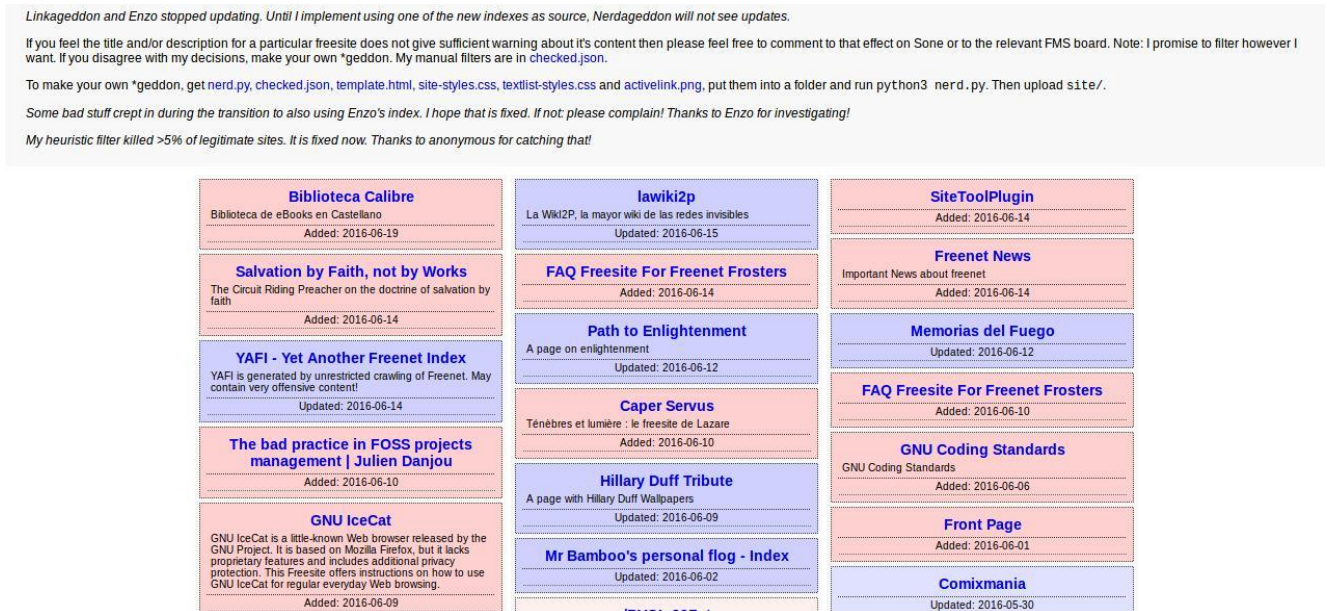 Linkageddon and Enzo stopped updating. Until I implement using one of the new indexes as source, Nerdageddon will not see updates.
If you feel the title and/or description for a particular freesite does not give sufficient warning about it's content then please feel free to comment to that effect on Sone or to the relevant FMS board. Note: I promise to filter however I
want. If you disagree with my decisions, make your own *geddon. My manual filters are in checked.json.
To make your own *geddon, get nerd.py, checked.json, template.html, site-styles.css, textlist-styles.css and activelink.png, put them into a folder and run python3 nerd.py. Then upload site/.
Some bad stuff crept in during the transition to also using Enzo's index. I hope that is fixed. If not: please complain! Thanks to Enzo for investigating!
My heuristic filter killed >5% of legitimate sites. It is fixed now. Thanks to anonymous for catching that!
Biblioteca Calibre
Biblioteca de eBooks en Castellano
Added: 2016-06-19
Salvation by Faith, not by Works
The Circuit Riding Preacher on the doctrine of salvation by
faith
Added: 2016-06-14
YAFI - Yet Another Freenet Index
YAFI is generated by unrestricted crawling of Freenet. May
contain very offensive content!
Updated: 2016-06-14
The bad practice in FOSS projects
management | Julien Danjou
Added: 2016-06-10
GNU IceCat
GNU IceCat is a little-known Web browser released by the
GNU Project. It is based on Mozilla Firefox, but it lacks
proprietary features and includes additional privacy
protection. This Freesite offers instructions on how to use
GNU IceCat for regular everyday Web browsing.
Added: 2016-06-09
lawiki2p
La WikI2P, la mayor wiki de las redes invisibles
Updated: 2016-06-15
FAQ Freesite For Freenet Frosters
Added: 2016-06-14
Path to Enlightenment
A page on enlightenment
Updated: 2016-06-12
Caper Servus
Ténèbres et lumière : le freesite de Lazare
Added: 2016-06-10
Hillary Duff Tribute
A page with Hillary Duff Wallpapers
Updated: 2016-06-09
Mr Bamboo's personal flog - Index
Updated: 2016-06-02
SiteToolPlugin
Added: 2016-06-14
Freenet News
Important News about freenet
Added: 2016-06-14
Memorias del Fuego
Updated: 2016-06-12
FAQ Freesite For Freenet Frosters
Added: 2016-06-10
GNU Coding Standards
GNU Coding Standards
Added: 2016-06-06
Front Page
Added: 2016-06-01
Comixmania
Updated: 2016-05-30